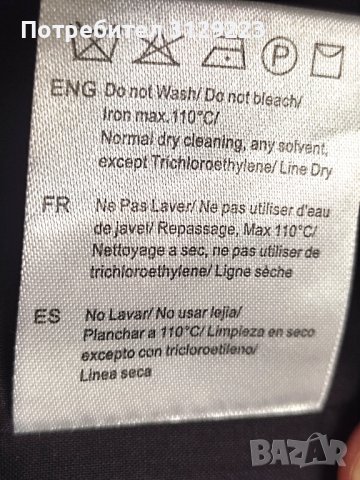 Потребител 3129223
P
ENG Do not Wash/ Do not bleach/
Iron max.110°C/
Normal dry cleaning, any solvent,
except Trichloroethylene/ Line Dry
FR Ne Pas Laver/ Ne pas utiliser d'eau
de javel/ Repassage, Max 110°C/
Nettoyage a sec, ne pas utiliser de
trichloroethylene/ Ligne sèche
ES No Lavar/ No usar lejia/
Planchar a 110°C/ Limpieza en seco
excepto con tricloroetileno/
Linea seca
BAZAR